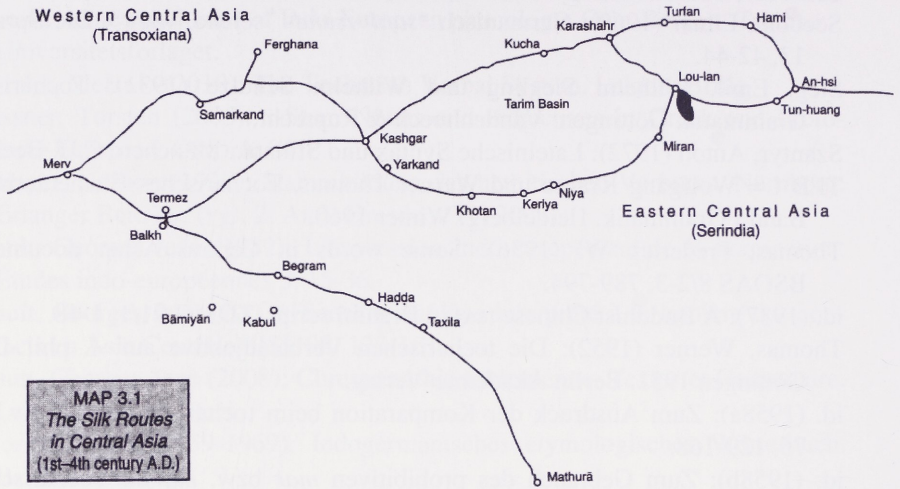 Western Central Asia
(Transoxiana)
Ferghana
Samarkand
Merv
Termez
Balkh
Begram
Bāmiyān
Kabul
Hadda
Taxila
Mathurā
Kashgar
Yarkand
Khotan
Keriya
Niya
Miran
Kucha
Karashahr
Turfan
Hami
Lou-lan
An-hsi
Tun-huang
Tarim Basin
Eastern Central Asia
(Serindia)
MAP 3.1
The Silk Routes
in Central Asia
(1st–4th century A.D.)